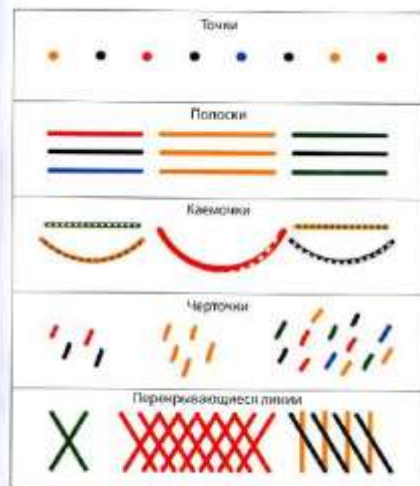 Точки
Полоски
Каемочки
Черточки
Перекрывающиеся линии